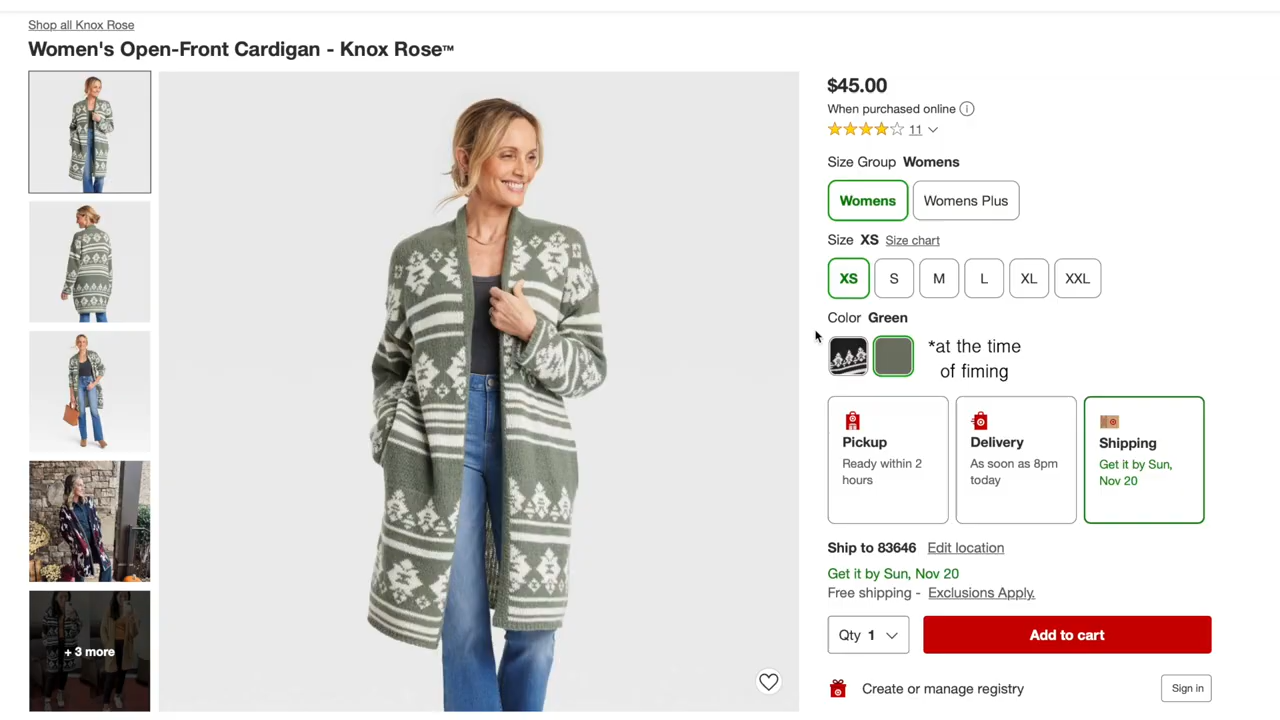 Shop all Knox Rose
Women's Open-Front Cardigan - Knox Rose™
$45.00
When purchased online
11
Size Group Womens
Womens
Womens Plus
Size XS Size chart
XS
S
M
L
XL
XXL
Color Green
*at the time
of fiming
Pickup
Ready within 2
hours
Delivery
As soon as 8pm
today
Shipping
Get it by Sun,
Nov 20
+ 3 more
Ship to 83646 Edit location
Get it by Sun, Nov 20
Free shipping - Exclusions Apply.
Qty 1
Add to cart
Create or manage registry
Sign in